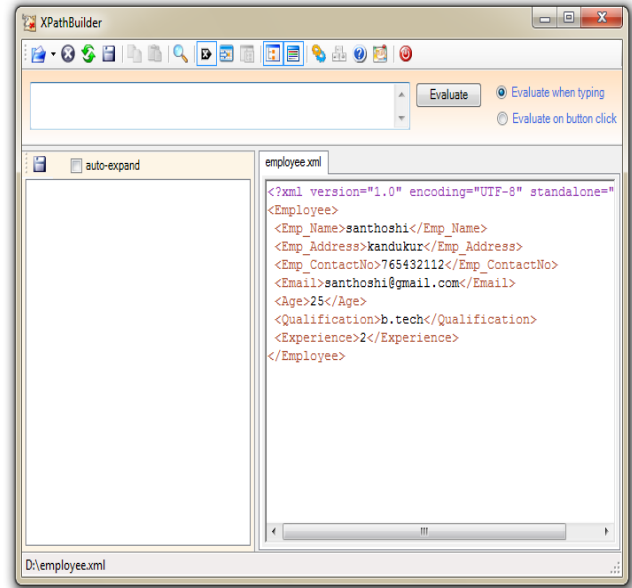 XPathBuilder
Evaluate
Evaluate when typing
Evaluate on button click
auto-expand
employee.xml
<?xml version="1.0" encoding="UTF-8" standalone="
<Employee>
<Emp_Name>santhoshi</Emp_Name>
<Emp_Address>kandukur</Emp_Address>
<Emp_ContactNo>765432112</Emp_ContactNo>
<Email>santhoshi@gmail.com</Email>
<Age>25</Age>
<Qualification>b.tech</Qualification>
<Experience>2</Experience>
</Employee>
D:\employee.xml